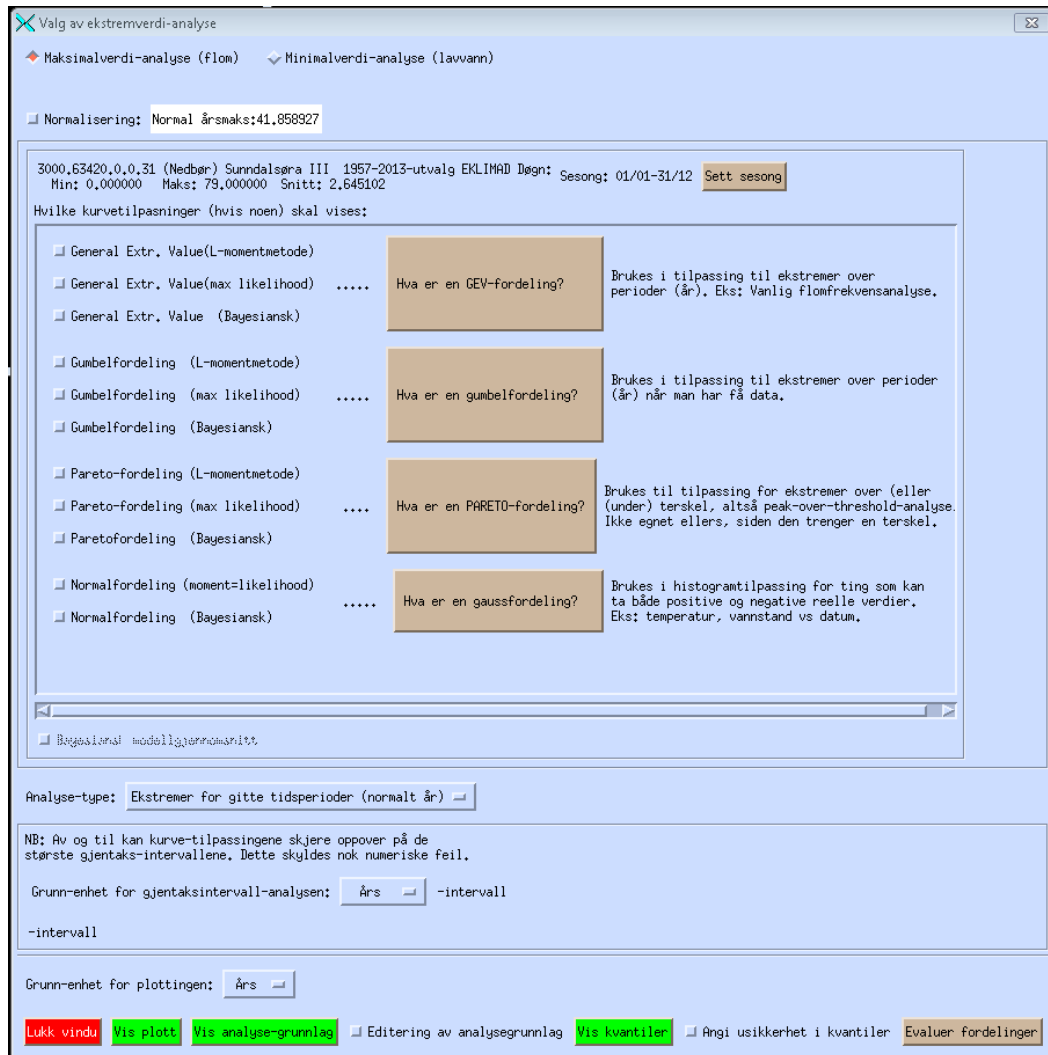 Valg av ekstremverdi-analyse
Maksimalverdi-analyse (flom) Minimalverdi-analyse (lavvann)
Normalisering: Normal årsmaks:41.858927
3000.63420.0.0.31 (Nedbør) Sunndalsøra III 1957-2013-utvalg EKLIMAD Døgn: Sesong: 01/01-31/12 Sett sesong
Min: 0.000000 Maks: 79.000000 Snitt: 2.645102
Hvilke kurvetilpasninger (hvis noen) skal vises:
General Extr. Value(L-momentmetode)
General Extr. Value(max likelihood) ..... Hva er en GEV-fordeling? Brukes i tilpassing til ekstremer over
perioder (år). Eks: Vanlig flomfrekvensanalyse.
General Extr. Value (Bayesiansk)
Gumbelfordeling (L-momentmetode)
Gumbelfordeling (max likelihood) ..... Hva er en gumbelfordeling? Brukes i tilpassing til ekstremer over perioder
(år) når man har få data.
Gumbelfordeling (Bayesiansk)
Pareto-fordeling (L-momentmetode)
Pareto-fordeling (max likelihood) .... Hva er en PARETO-fordeling? Brukes til tilpassing for ekstremer over (eller
(under) terskel, altså peak-over-threshold-analyse.
Ikke egnet ellers, siden den trenger en terskel.
Paretofordeling (Bayesiansk)
Normalfordeling (moment=likelihood)
Normalfordeling (Bayesiansk) ..... Hva er en gaussfordeling? Brukes i histogramtilpassing for ting som kan
ta både positive og negative reelle verdier.
Eks: temperatur, vannstand vs datum.
Bayesiansk modellgjennomsnitt
Analyse-type: Ekstremer for gitte tidsperioder (normalt år)
NB: Av og til kan kurve-tilpassingene skjere oppover på de
største gjentaks-intervallene. Dette skyldes nok numeriske feil.
Grunn-enhet for gjentaksintervall-analysen: Års -intervall
-intervall
Grunn-enhet for plottingen: Års
Lukk vindu Vis plott Vis analyse-grunnlag Editering av analysegrunnlag Vis kvantiler Angi usikkerhet i kvantiler Evaluer fordelinger